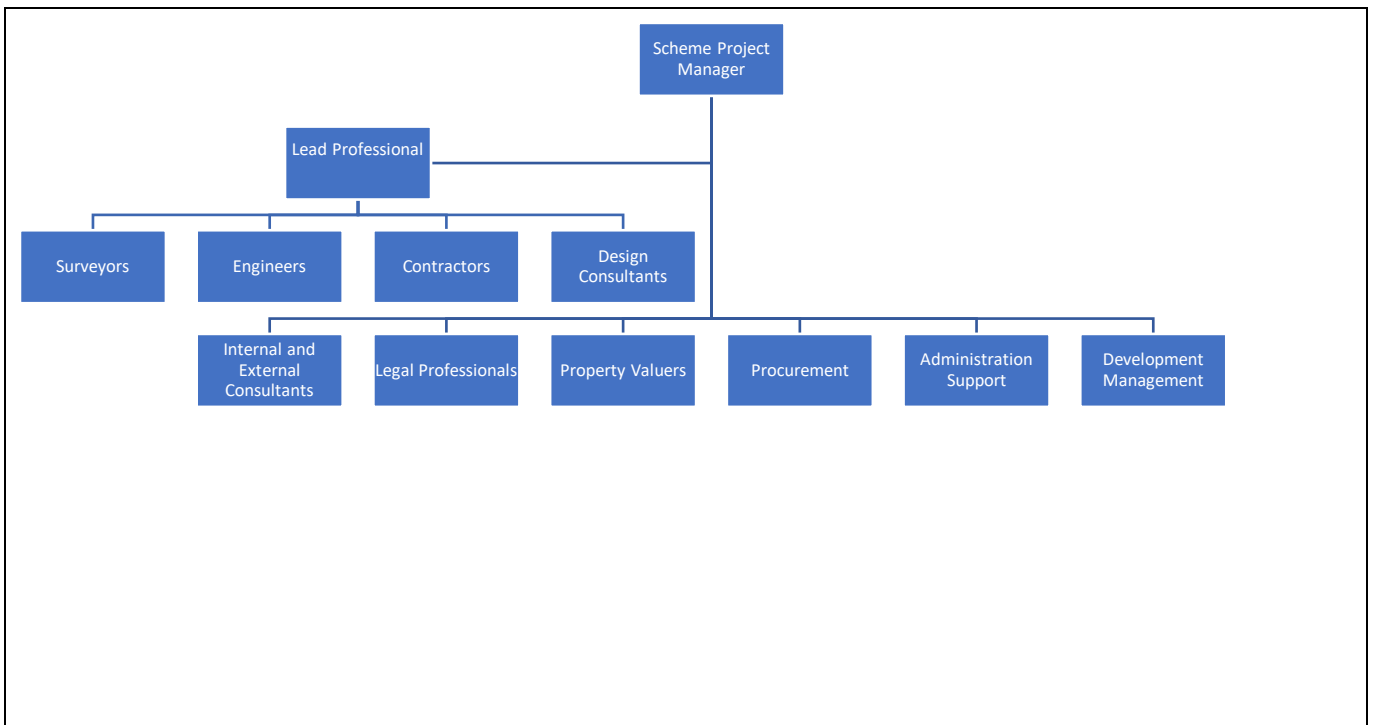 Scheme Project
Manager
Lead Professional
Surveyors
Engineers
Contractors
Design
Consultants
Internal and
External
Consultants
Legal Professionals
Property Valuers
Procurement
Administration
Support
Development
Management